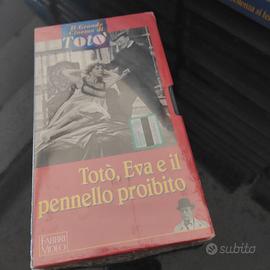 Il Grande
Cinema di
Totò
Totò, Eva e il
pennello proibito
FABBRI
VIDEO
subito